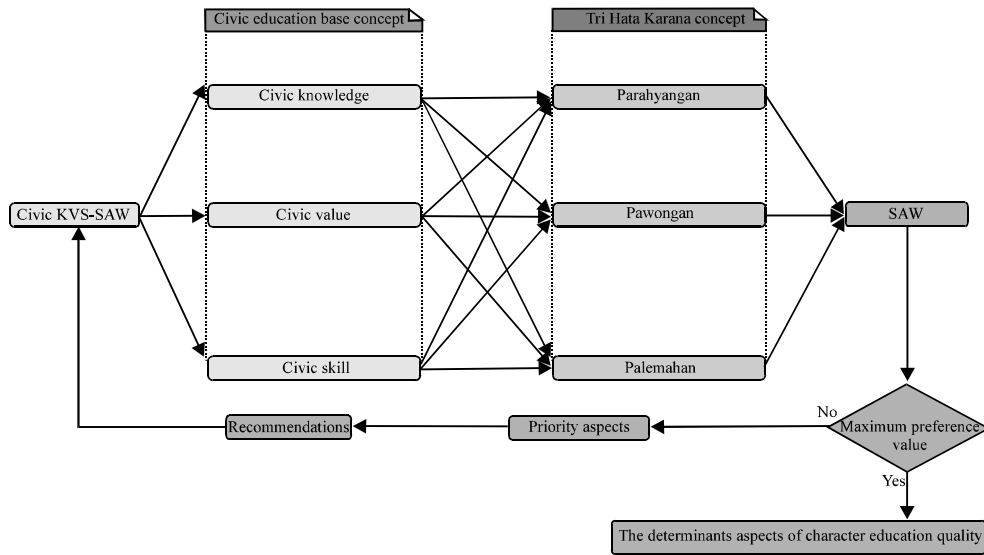 Civic education base concept
Tri Hata Karana concept
Civic knowledge
Parahyangan
Civic KVS-SAW
Civic value
Pawongan
SAW
Civic skill
Palemahan
No
Recommendations
Priority aspects
Maximum preference
value
Yes
The determinants aspects of character education quality